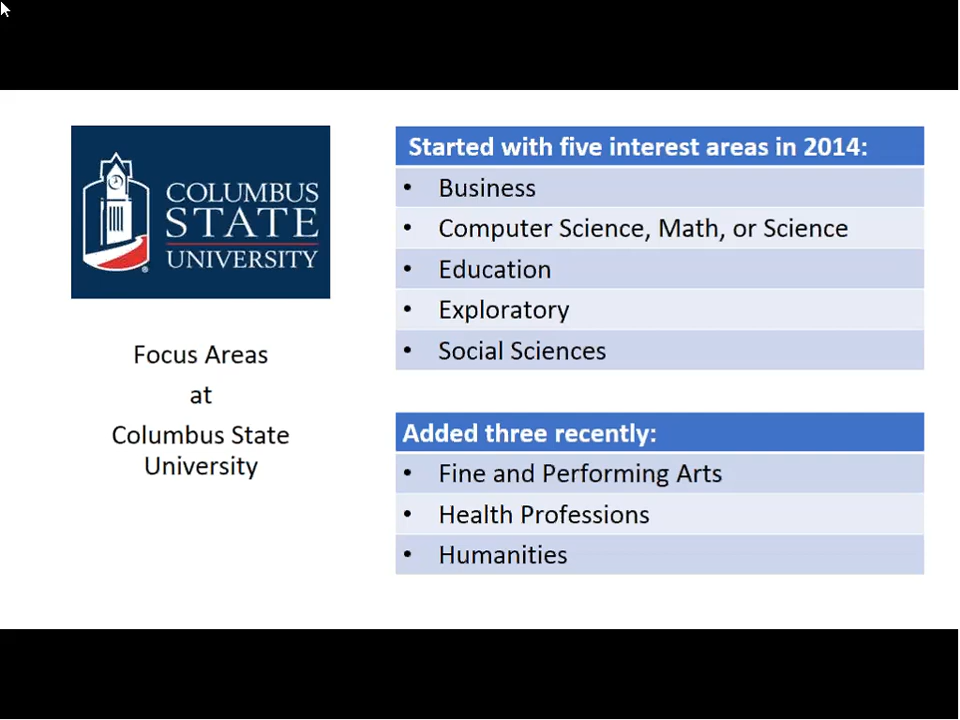 COLUMBUS
STATE
UNIVERSITY
®
Focus Areas
at
Columbus State
University
Started with five interest areas in 2014:
• Business
• Computer Science, Math, or Science
• Education
• Exploratory
• Social Sciences
Added three recently:
• Fine and Performing Arts
• Health Professions
• Humanities